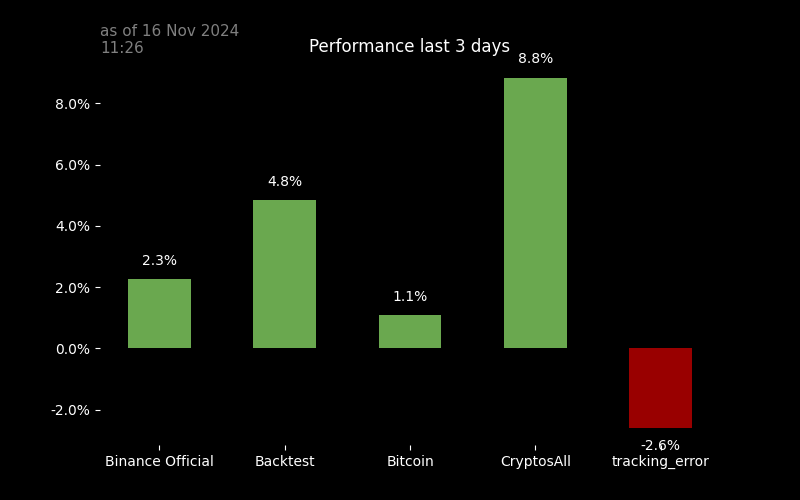 as of 16 Nov 2024
11:26
Performance last 3 days
8.8%
8.0%
6.0%
4.8%
4.0%
2.3%
2.0%
1.1%
0.0%
-2.0%
-2.6%
Binance Official
Backtest
Bitcoin
CryptosAll
tracking_error